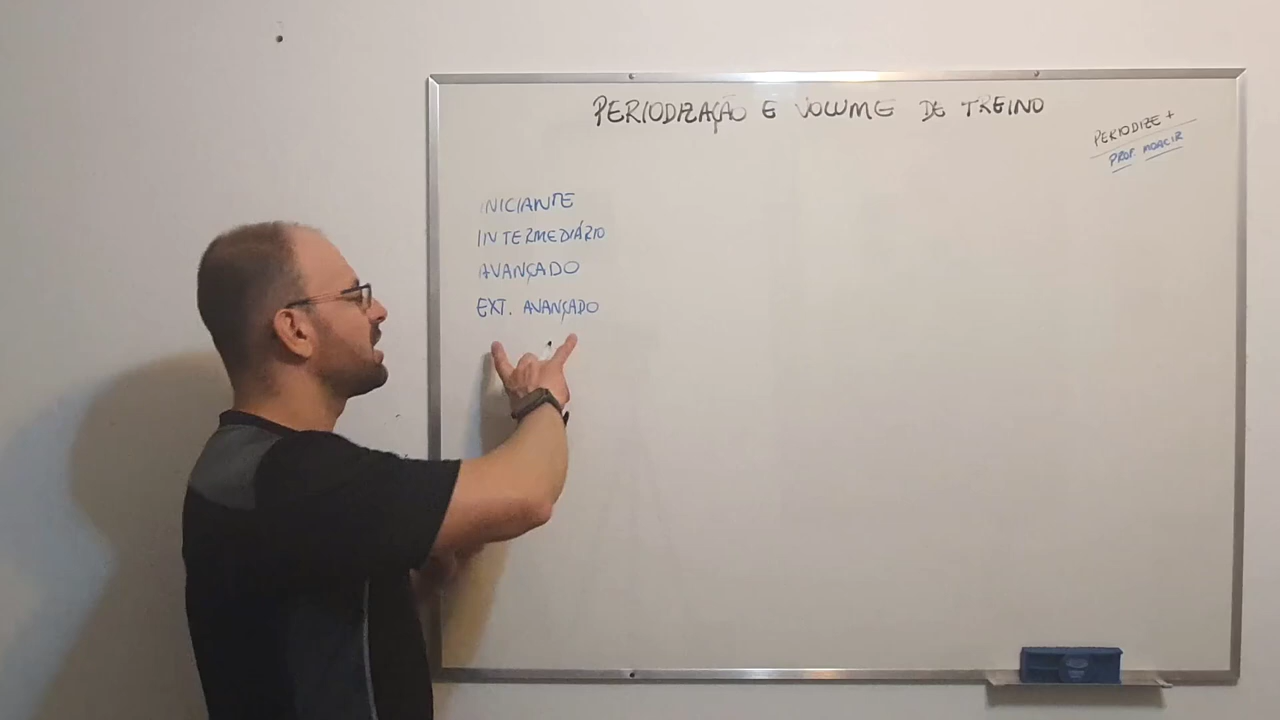 PERIODIZAÇÃO E VOLUME DE TREINO
PERIODIZE +
PROF. MOACIR
INICIANTE
INTERMEDIÁRIO
AVANÇADO
EXT. AVANÇADO